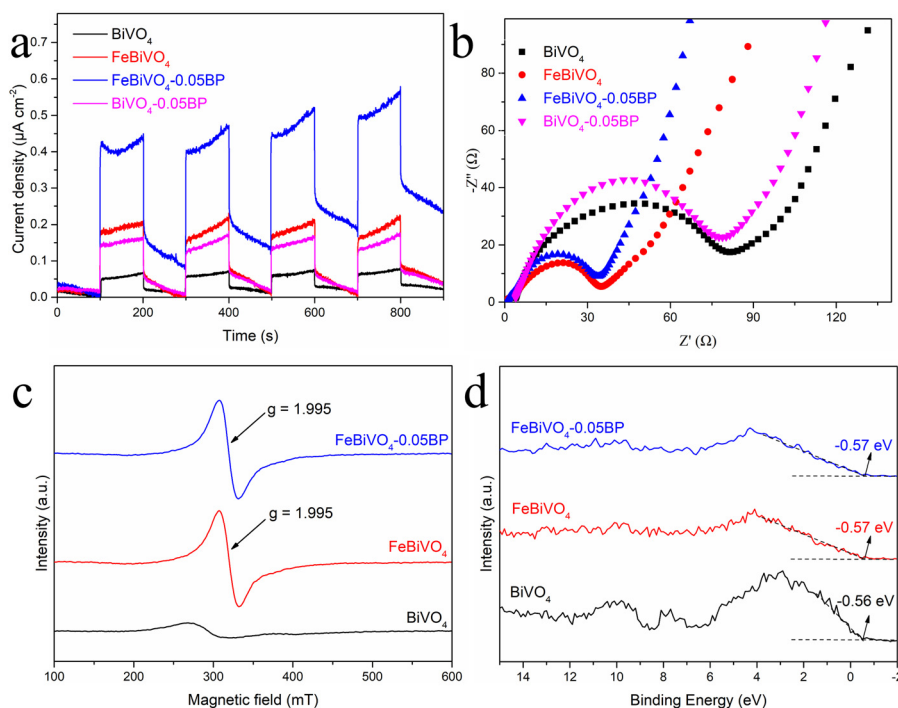 a
BiVO₄
FeBiVO₄
FeBiVO₄-0.05BP
BiVO₄-0.05BP
Current density (μA cm⁻²)
0.7
0.6
0.5
0.4
0.3
0.2
0.1
0.0
0 200 400 600 800
Time (s)
b
BiVO₄
FeBiVO₄
FeBiVO₄-0.05BP
BiVO₄-0.05BP
-Z'' (Ω)
80
60
40
20
0
0 30 60 90 120
Z' (Ω)
c
g = 1.995
FeBiVO₄-0.05BP
g = 1.995
FeBiVO₄
BiVO₄
Intensity (a.u.)
100 200 300 400 500 600
Magnetic field (mT)
d
FeBiVO₄-0.05BP
-0.57 eV
FeBiVO₄
-0.57 eV
BiVO₄
-0.56 eV
Intensity (a.u.)
14 12 10 8 6 4 2 0 -2
Binding Energy (eV)